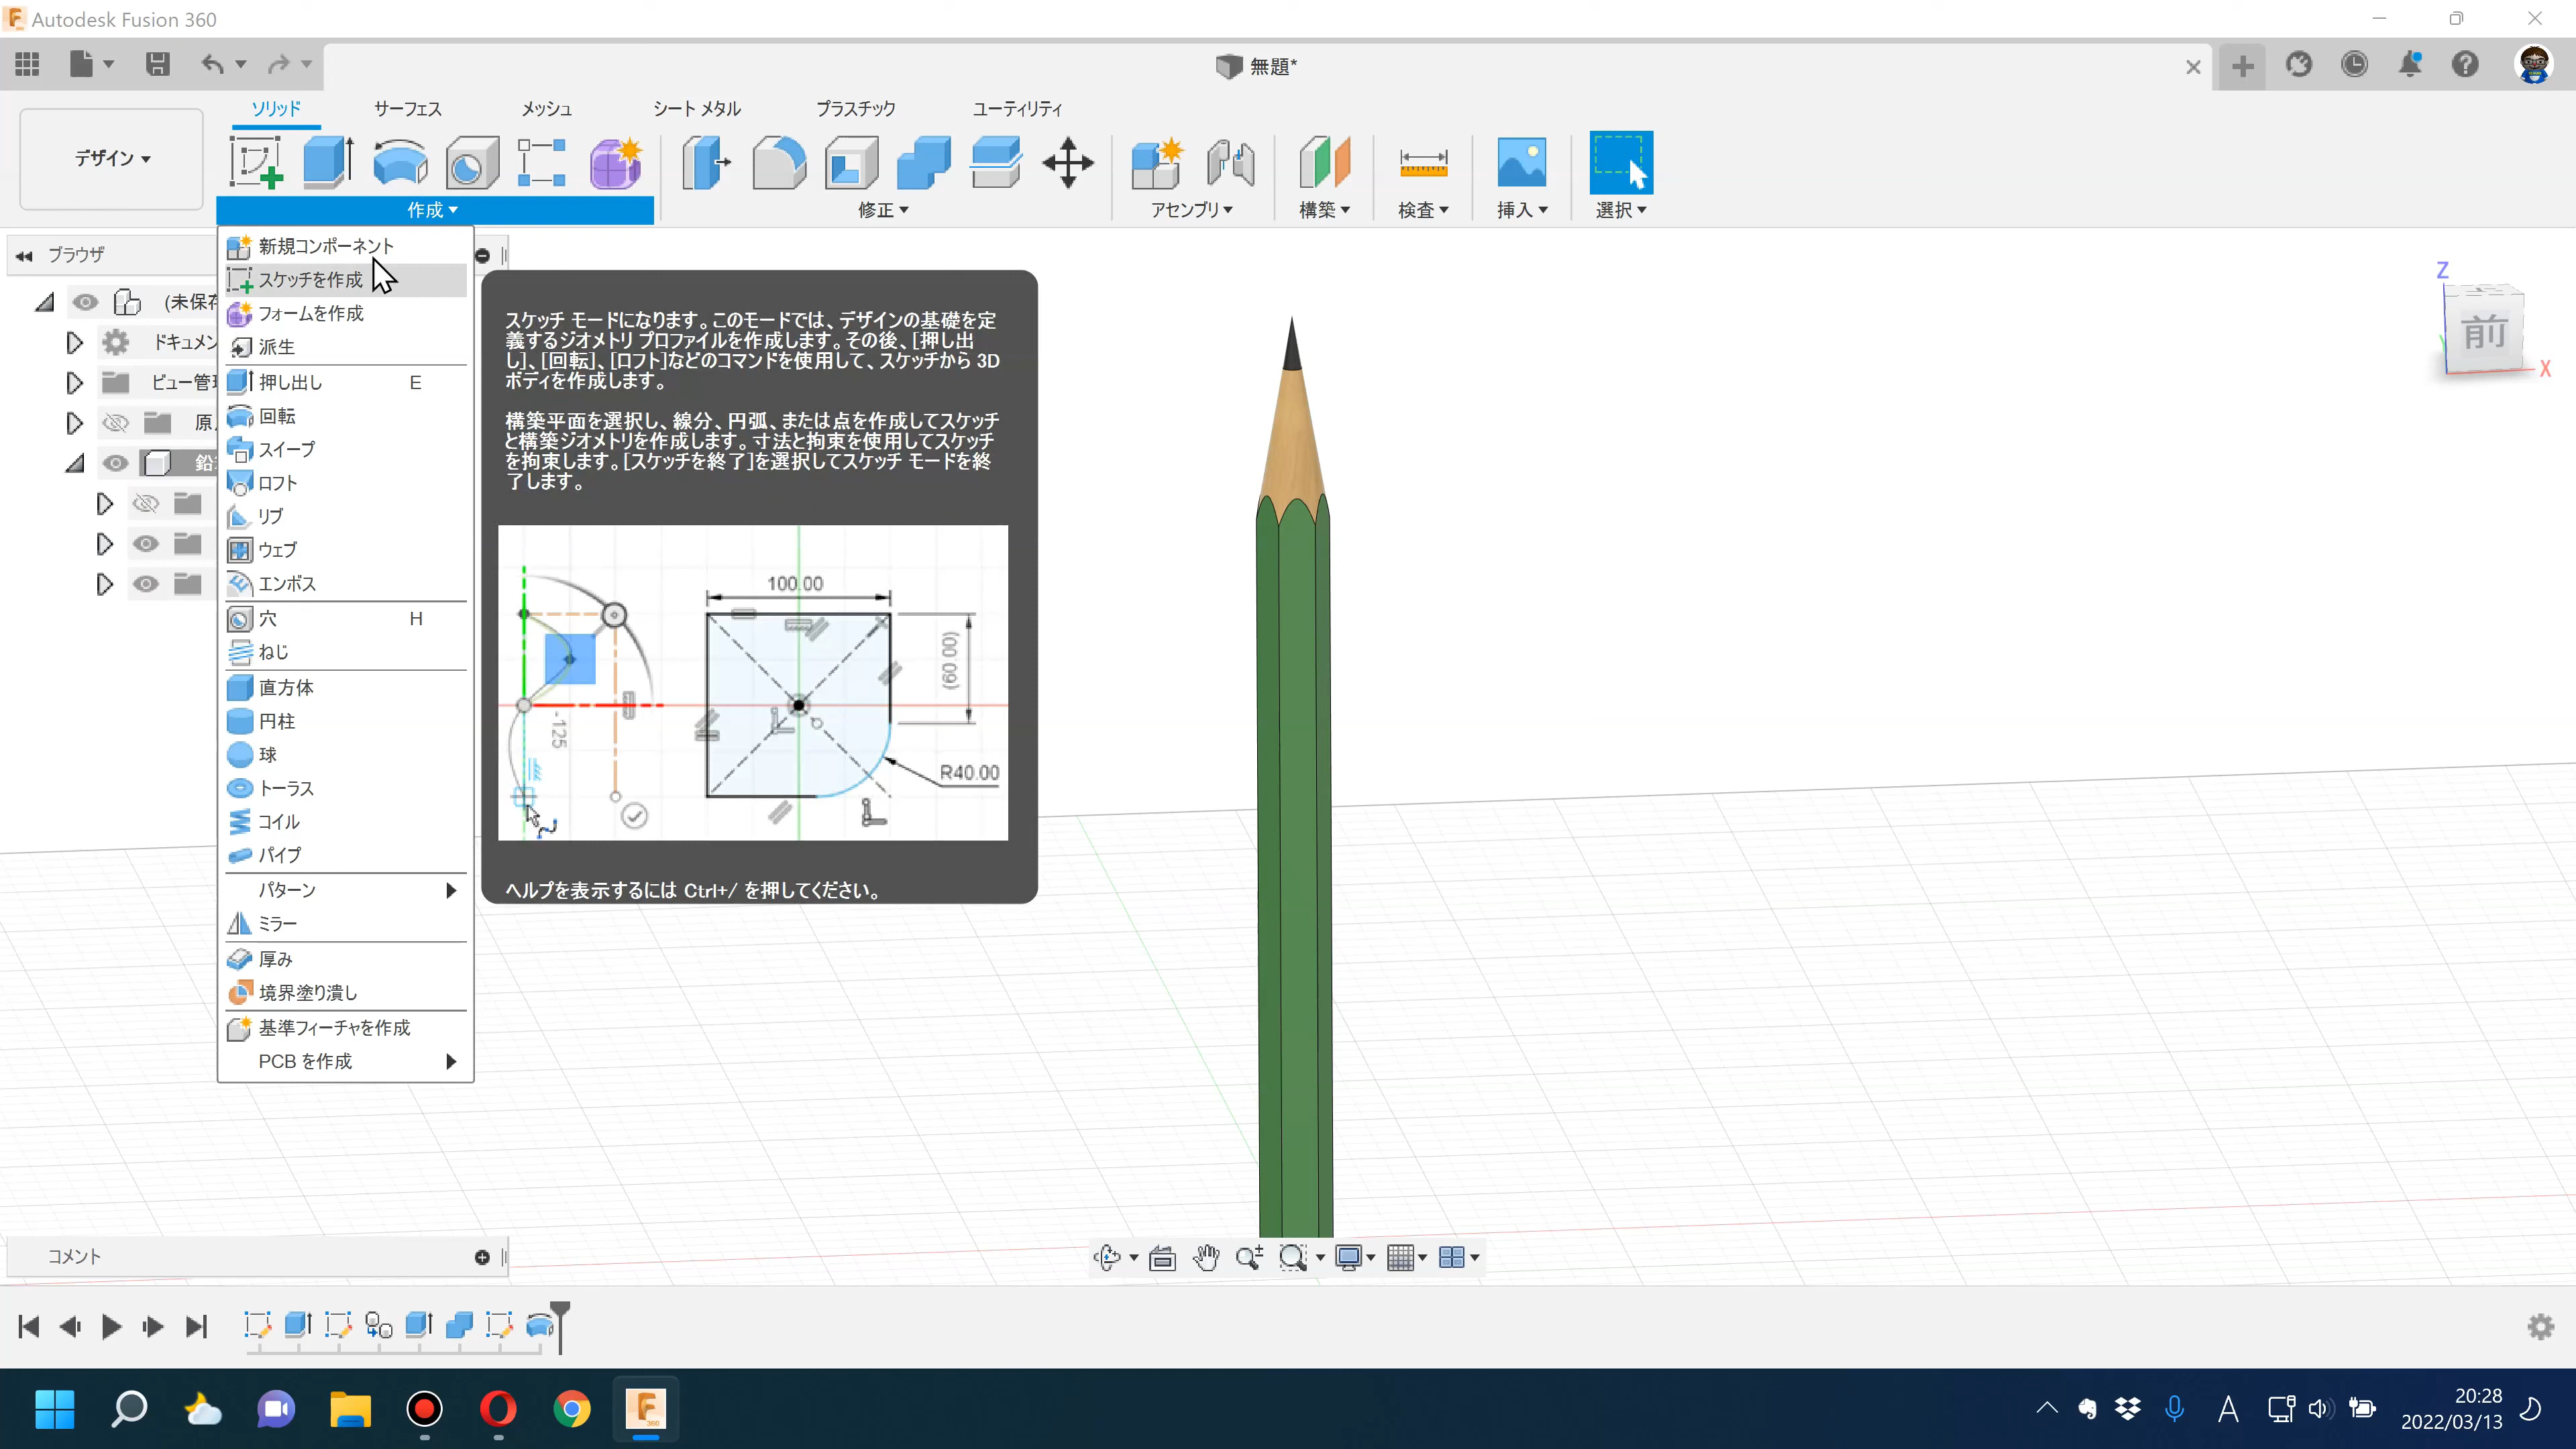 Autodesk Fusion 360
無題*
ソリッド
サーフェス
メッシュ
シート メタル
プラスチック
ユーティリティ
デザイン
作成
修正
アセンブリ
構築
検査
挿入
選択
ブラウザ
(未保存
ドキュメン
ビュー管理
原点
新規コンポーネント
スケッチを作成
フォームを作成
派生
押し出し E
回転
スイープ
ロフト
リブ
ウェブ
エンボス
穴 H
ねじ
直方体
円柱
球
トーラス
コイル
パイプ
パターン
ミラー
厚み
境界塗り潰し
基準フィーチャを作成
PCB を作成
スケッチ モードになります。このモードでは、デザインの基礎を定
義するジオメトリ プロファイルを作成します。その後、[押し出
し]、[回転]、[ロフト]などのコマンドを使用して、スケッチから 3D
ボディを作成します。
構築平面を選択し、線分、円弧、または点を作成してスケッチ
と構築ジオメトリを作成します。寸法と拘束を使用してスケッチ
を拘束します。[スケッチを終了]を選択してスケッチ モードを終
了します。
100.00
(60.00)
-125
R40.00
ヘルプを表示するには Ctrl+/ を押してください。
Z
前
X
コメント
360
A
20:28
2022/03/13